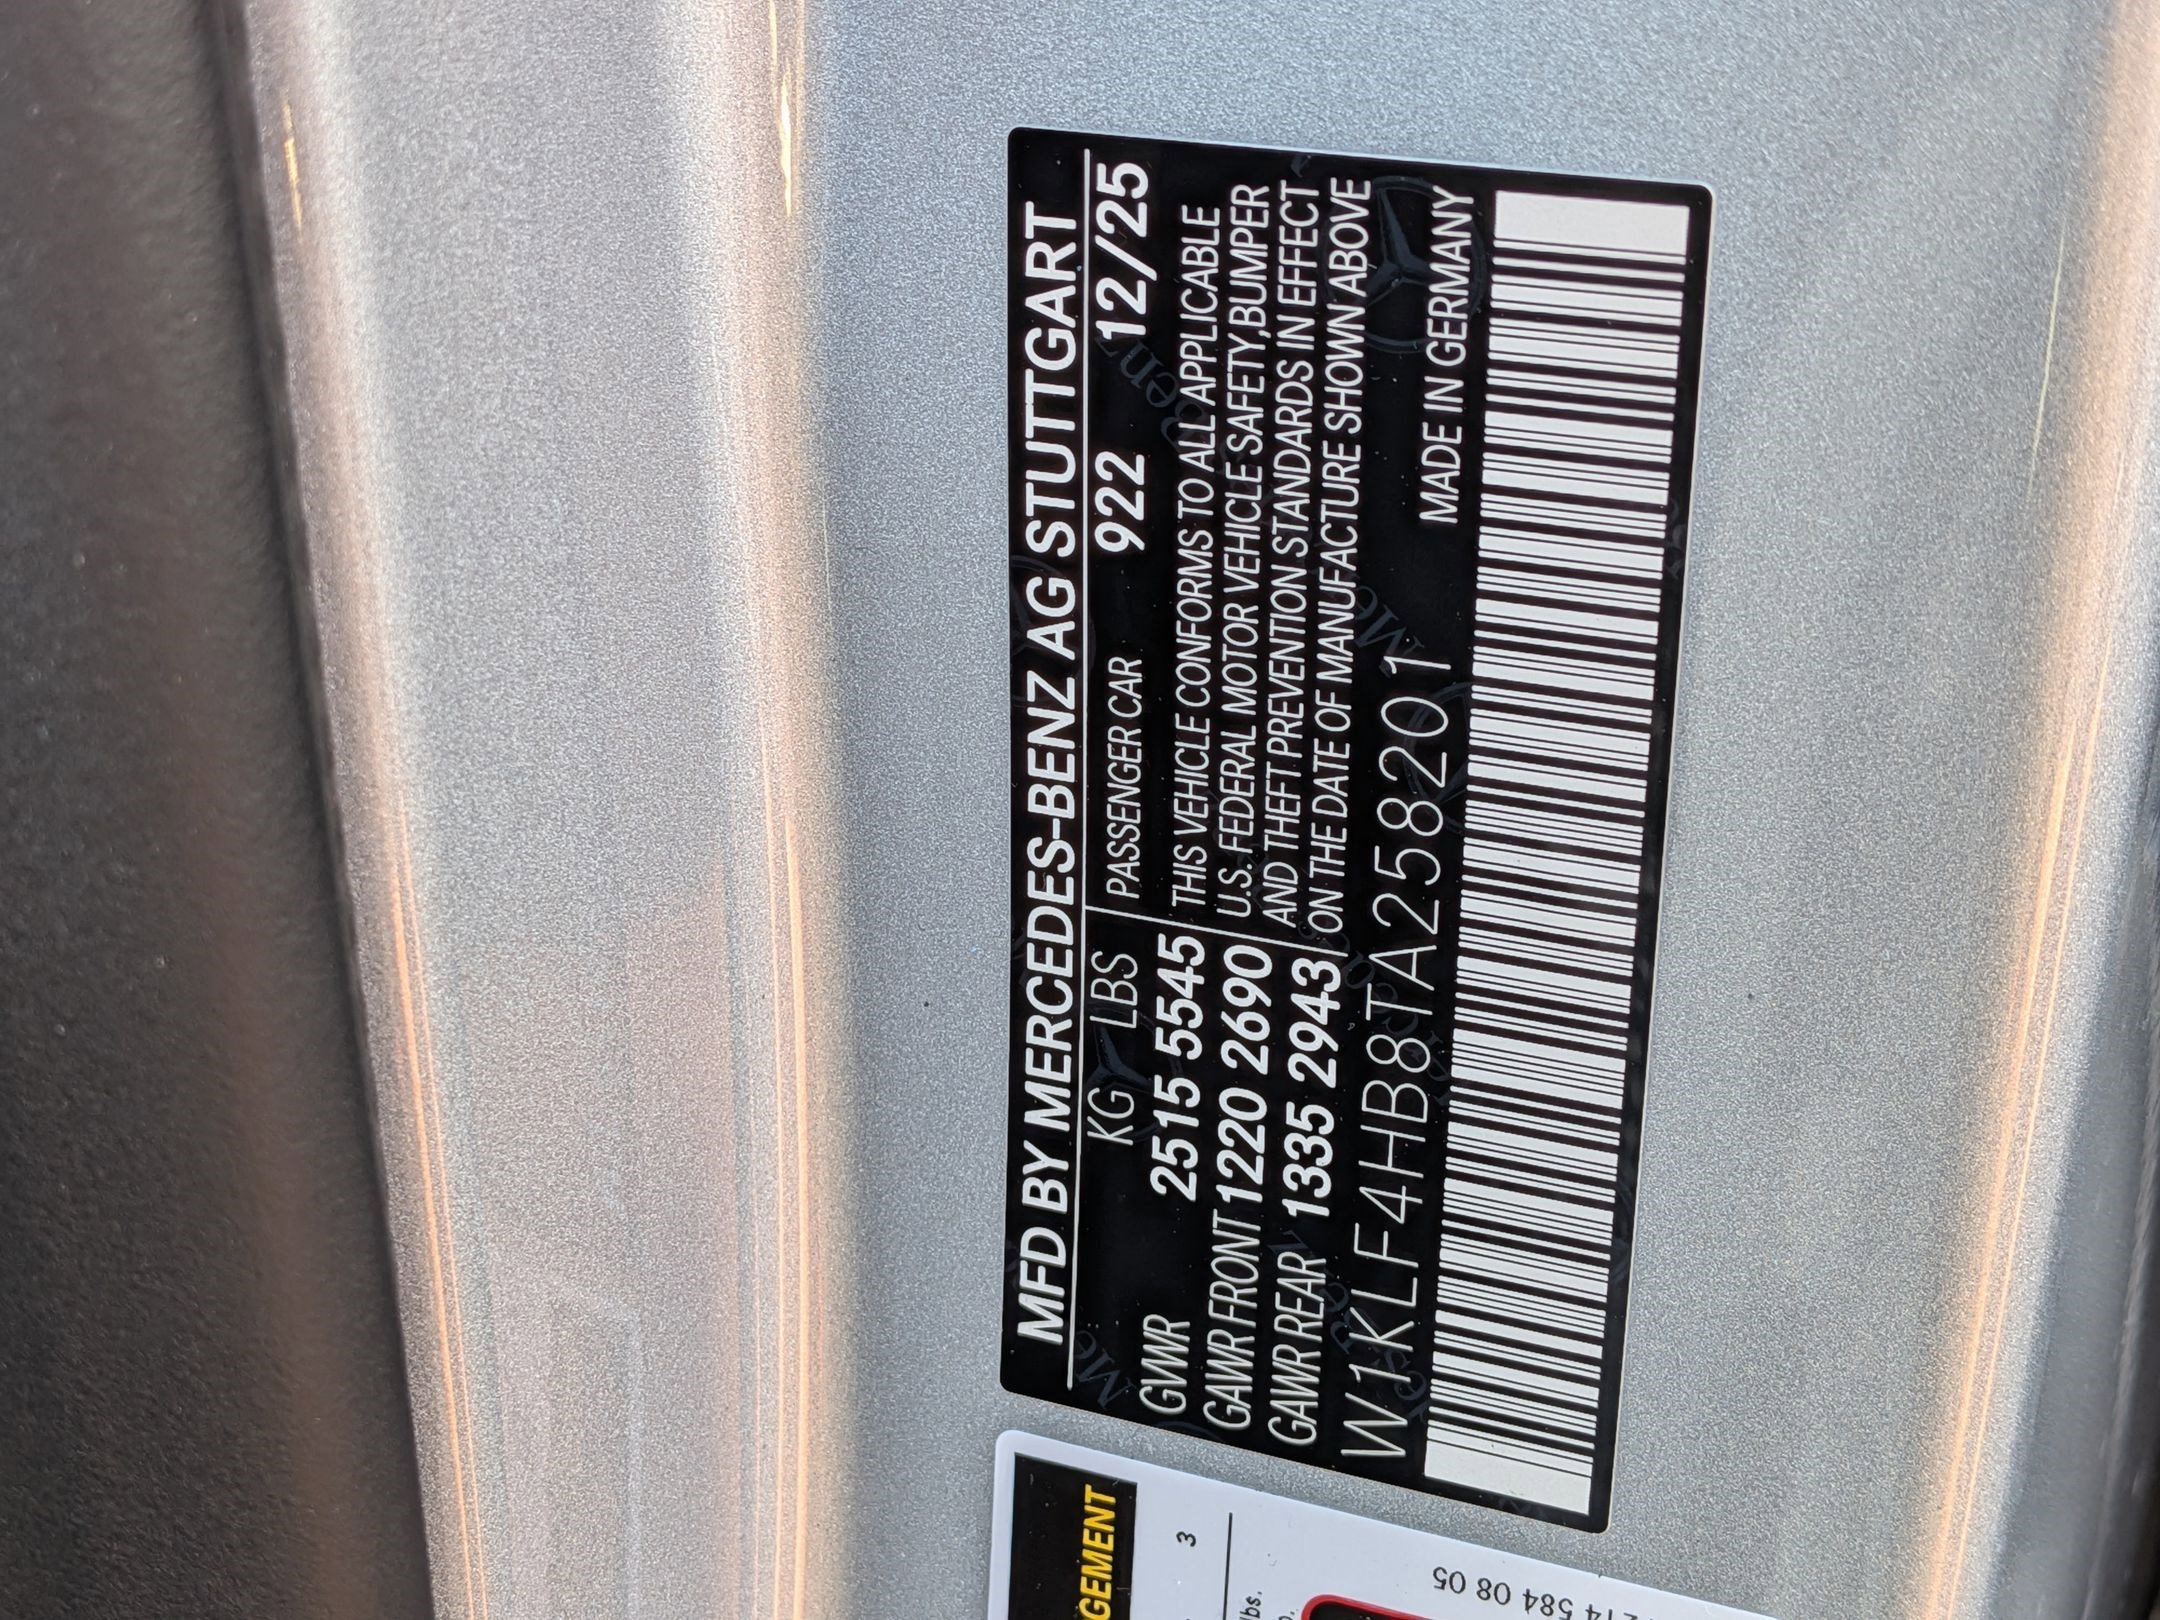 MFD BY MERCEDES-BENZ AG STUTTGART
KG LBS PASSENGER CAR 922 12/25
GVWR 2515 5545
GAWR FRONT 1220 2690
GAWR REAR 1335 2943
THIS VEHICLE CONFORMS TO ALL APPLICABLE
U.S. FEDERAL MOTOR VEHICLE SAFETY,BUMPER
AND THEFT PREVENTION STANDARDS IN EFFECT
ON THE DATE OF MANUFACTURE SHOWN ABOVE
W1KLF4HB8TA258201
MADE IN GERMANY
GEMENT
3
lbs.
214 584 08 05